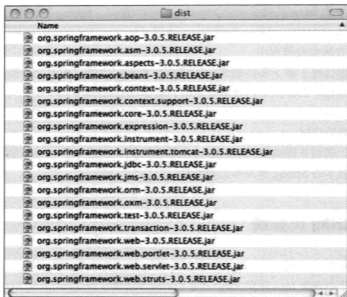 dist
Name
org.springframework.aop-3.0.5.RELEASE.jar
org.springframework.asm-3.0.5.RELEASE.jar
org.springframework.aspects-3.0.5.RELEASE.jar
org.springframework.beans-3.0.5.RELEASE.jar
org.springframework.context-3.0.5.RELEASE.jar
org.springframework.context.support-3.0.5.RELEASE.jar
org.springframework.core-3.0.5.RELEASE.jar
org.springframework.expression-3.0.5.RELEASE.jar
org.springframework.instrument-3.0.5.RELEASE.jar
org.springframework.instrument.tomcat-3.0.5.RELEASE.jar
org.springframework.jdbc-3.0.5.RELEASE.jar
org.springframework.jms-3.0.5.RELEASE.jar
org.springframework.orm-3.0.5.RELEASE.jar
org.springframework.oxm-3.0.5.RELEASE.jar
org.springframework.test-3.0.5.RELEASE.jar
org.springframework.transaction-3.0.5.RELEASE.jar
org.springframework.web-3.0.5.RELEASE.jar
org.springframework.web.portlet-3.0.5.RELEASE.jar
org.springframework.web.servlet-3.0.5.RELEASE.jar
org.springframework.web.struts-3.0.5.RELEASE.jar